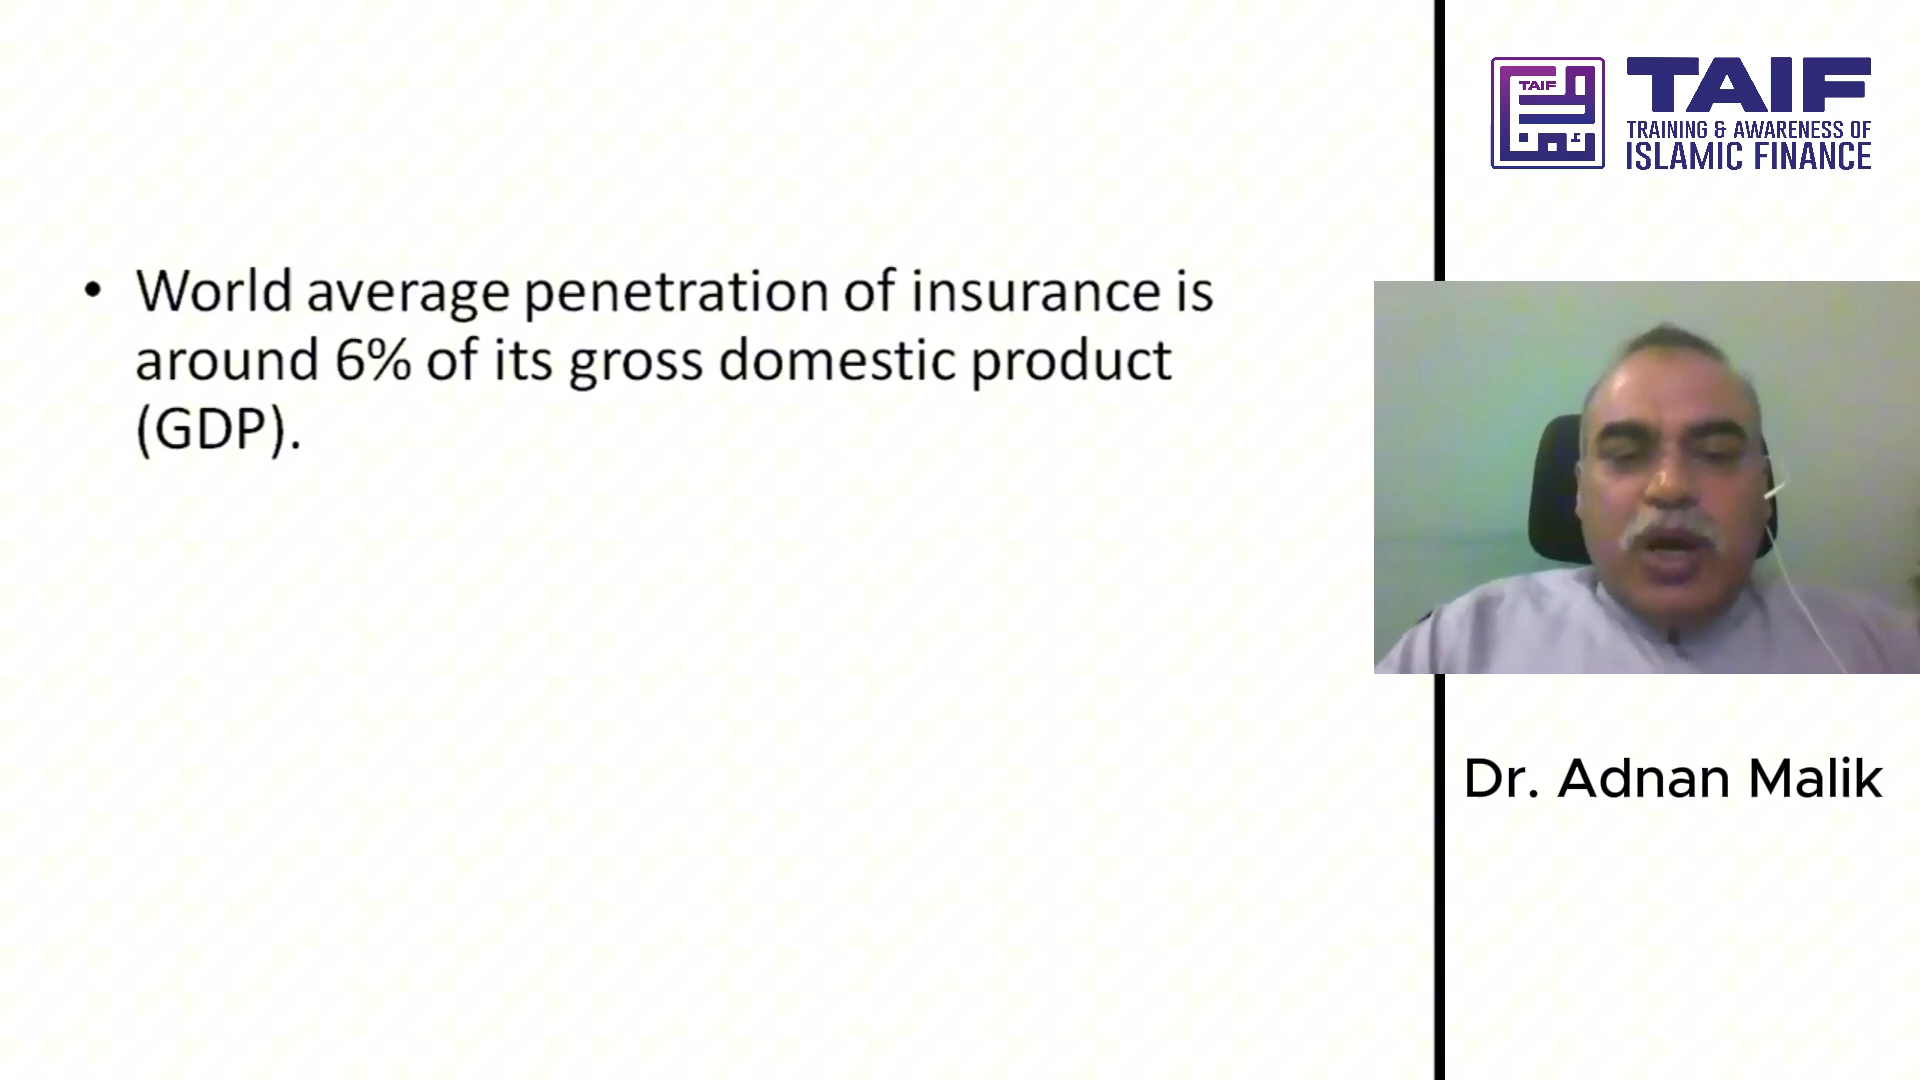 • World average penetration of insurance is
around 6% of its gross domestic product
(GDP).
TAIF
TAIF
TRAINING & AWARENESS OF
ISLAMIC FINANCE
Dr. Adnan Malik